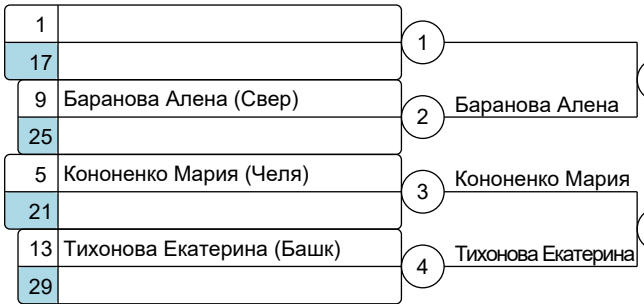 1
17
1
9 Баранова Алена (Свер)
25
2
Баранова Алена
5 Кононенко Мария (Челя)
21
3
Кононенко Мария
13 Тихонова Екатерина (Башк)
29
4
Тихонова Екатерина